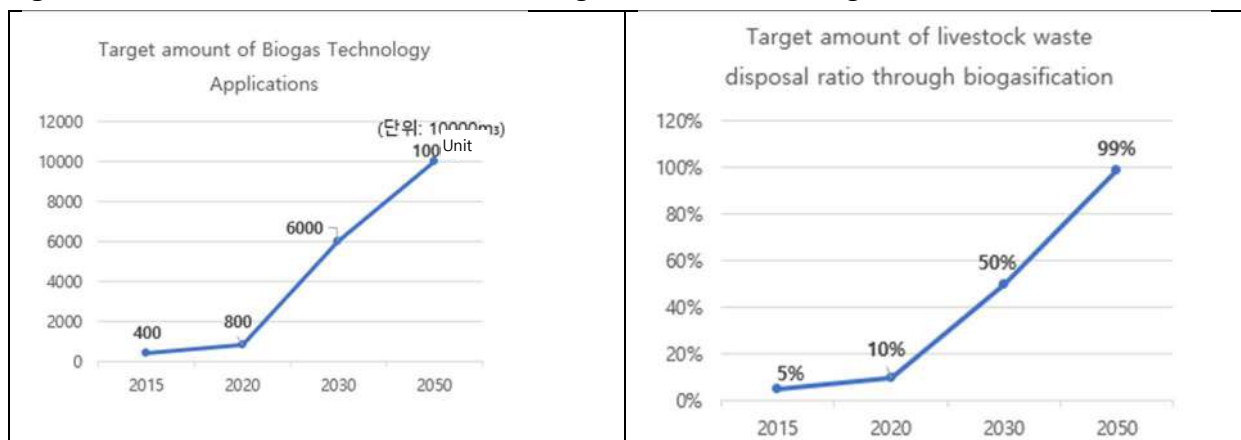 Target amount of Biogas Technology
Applications
12000
10000
8000
6000
4000
2000
0
(단위: 10000m3)
Unit
100
6000
800
400
2015 2020 2030 2050
Target amount of livestock waste
disposal ratio through biogasification
120%
100%
80%
60%
40%
20%
0%
99%
50%
10%
5%
2015 2020 2030 2050